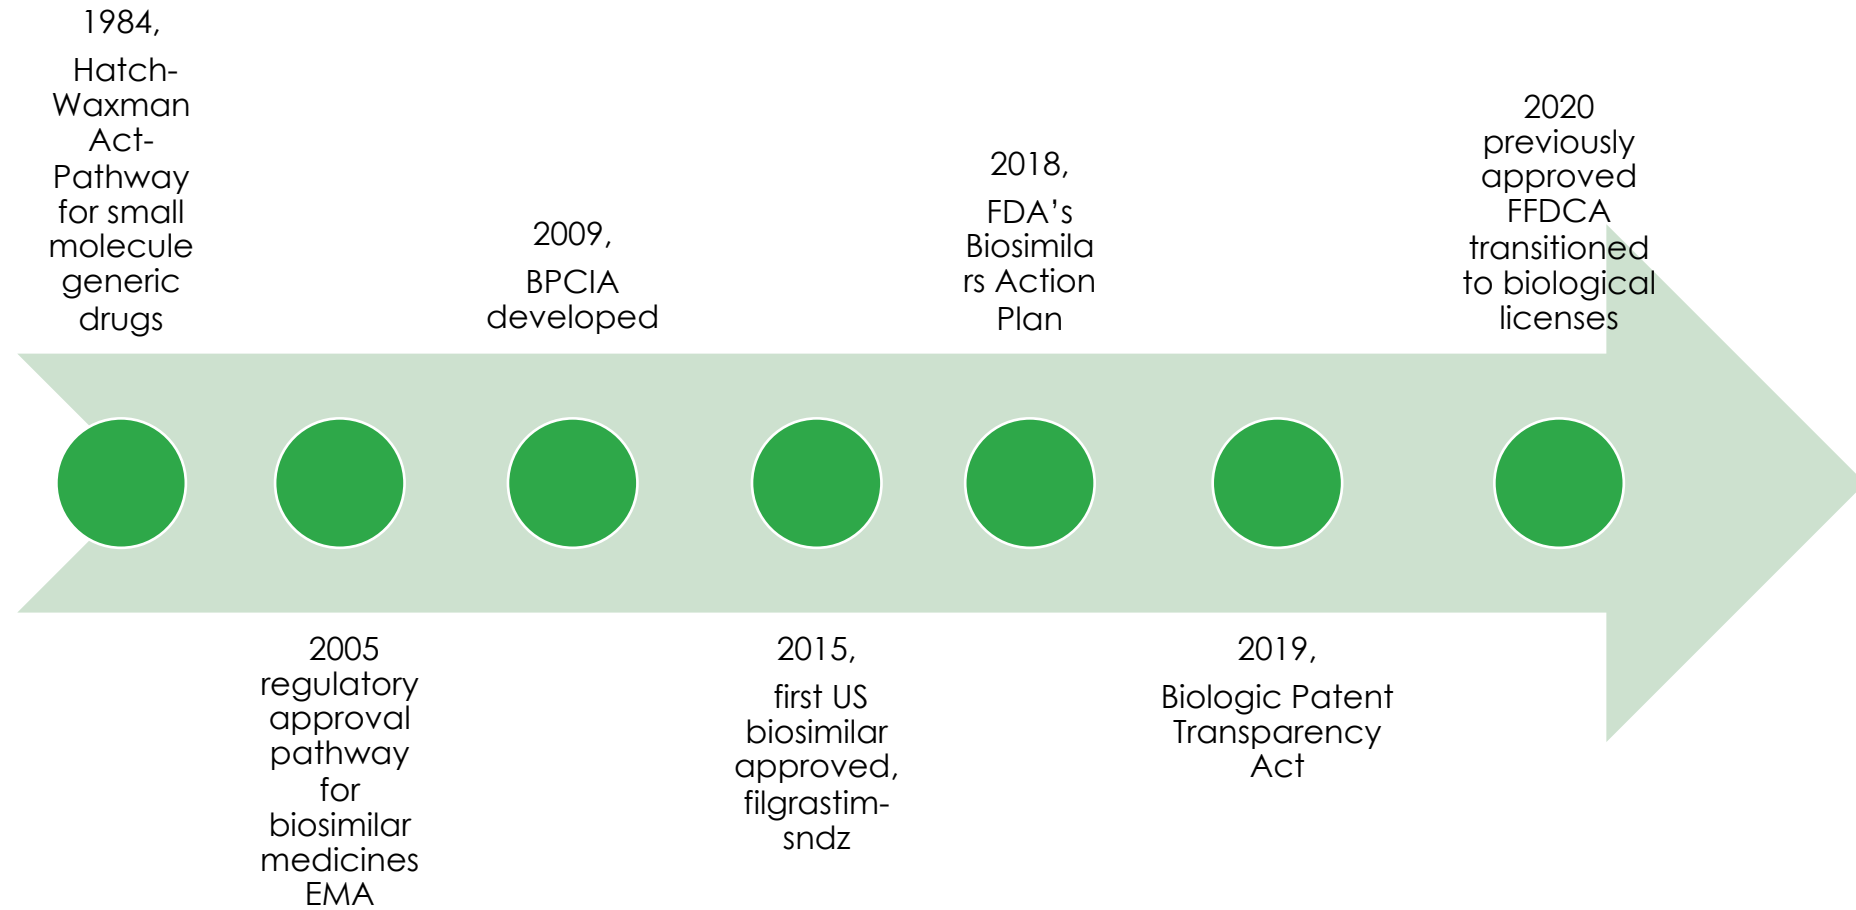 1984,
Hatch-
Waxman
Act-
Pathway
for small
molecule
generic
drugs
2005
regulatory
approval
pathway
for
biosimilar
medicines
EMA
2009,
BPCIA
developed
2015,
first US
biosimilar
approved,
filgrastim-
sndz
2018,
FDA’s
Biosimila
rs Action
Plan
2019,
Biologic Patent
Transparency
Act
2020
previously
approved
FFDCA
transitioned
to biological
licenses